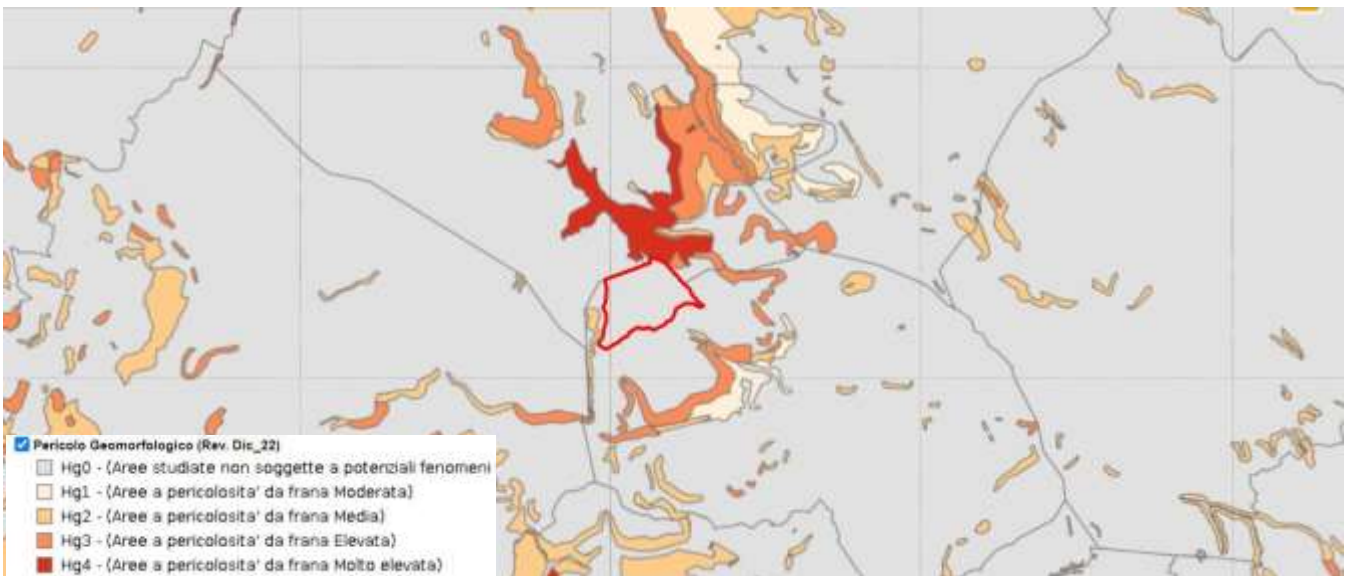 Pericolo Geomorfologico (Rev. Dic_22)
Hg0 - (Aree studiate non soggette a potenziali fenomeni
Hg1 - (Aree a pericolosita' da frana Moderata)
Hg2 - (Aree a pericolosita' da frana Media)
Hg3 - (Aree a pericolosita' da frana Elevata)
Hg4 - (Aree a pericolosita' da frana Molto elevata)